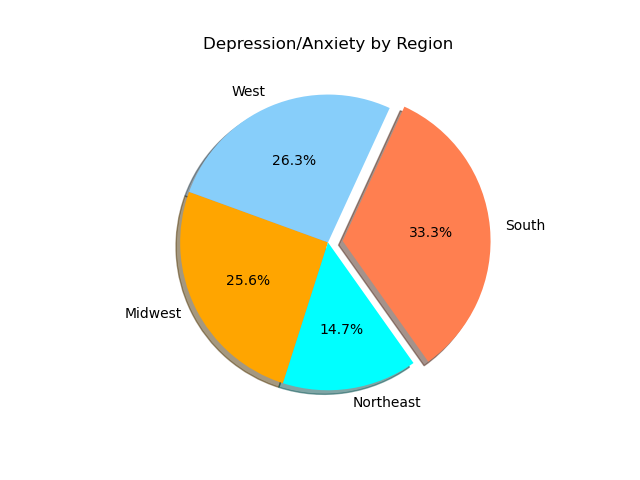 Depression/Anxiety by Region
West
26.3%
33.3%
South
25.6%
Midwest
14.7%
Northeast